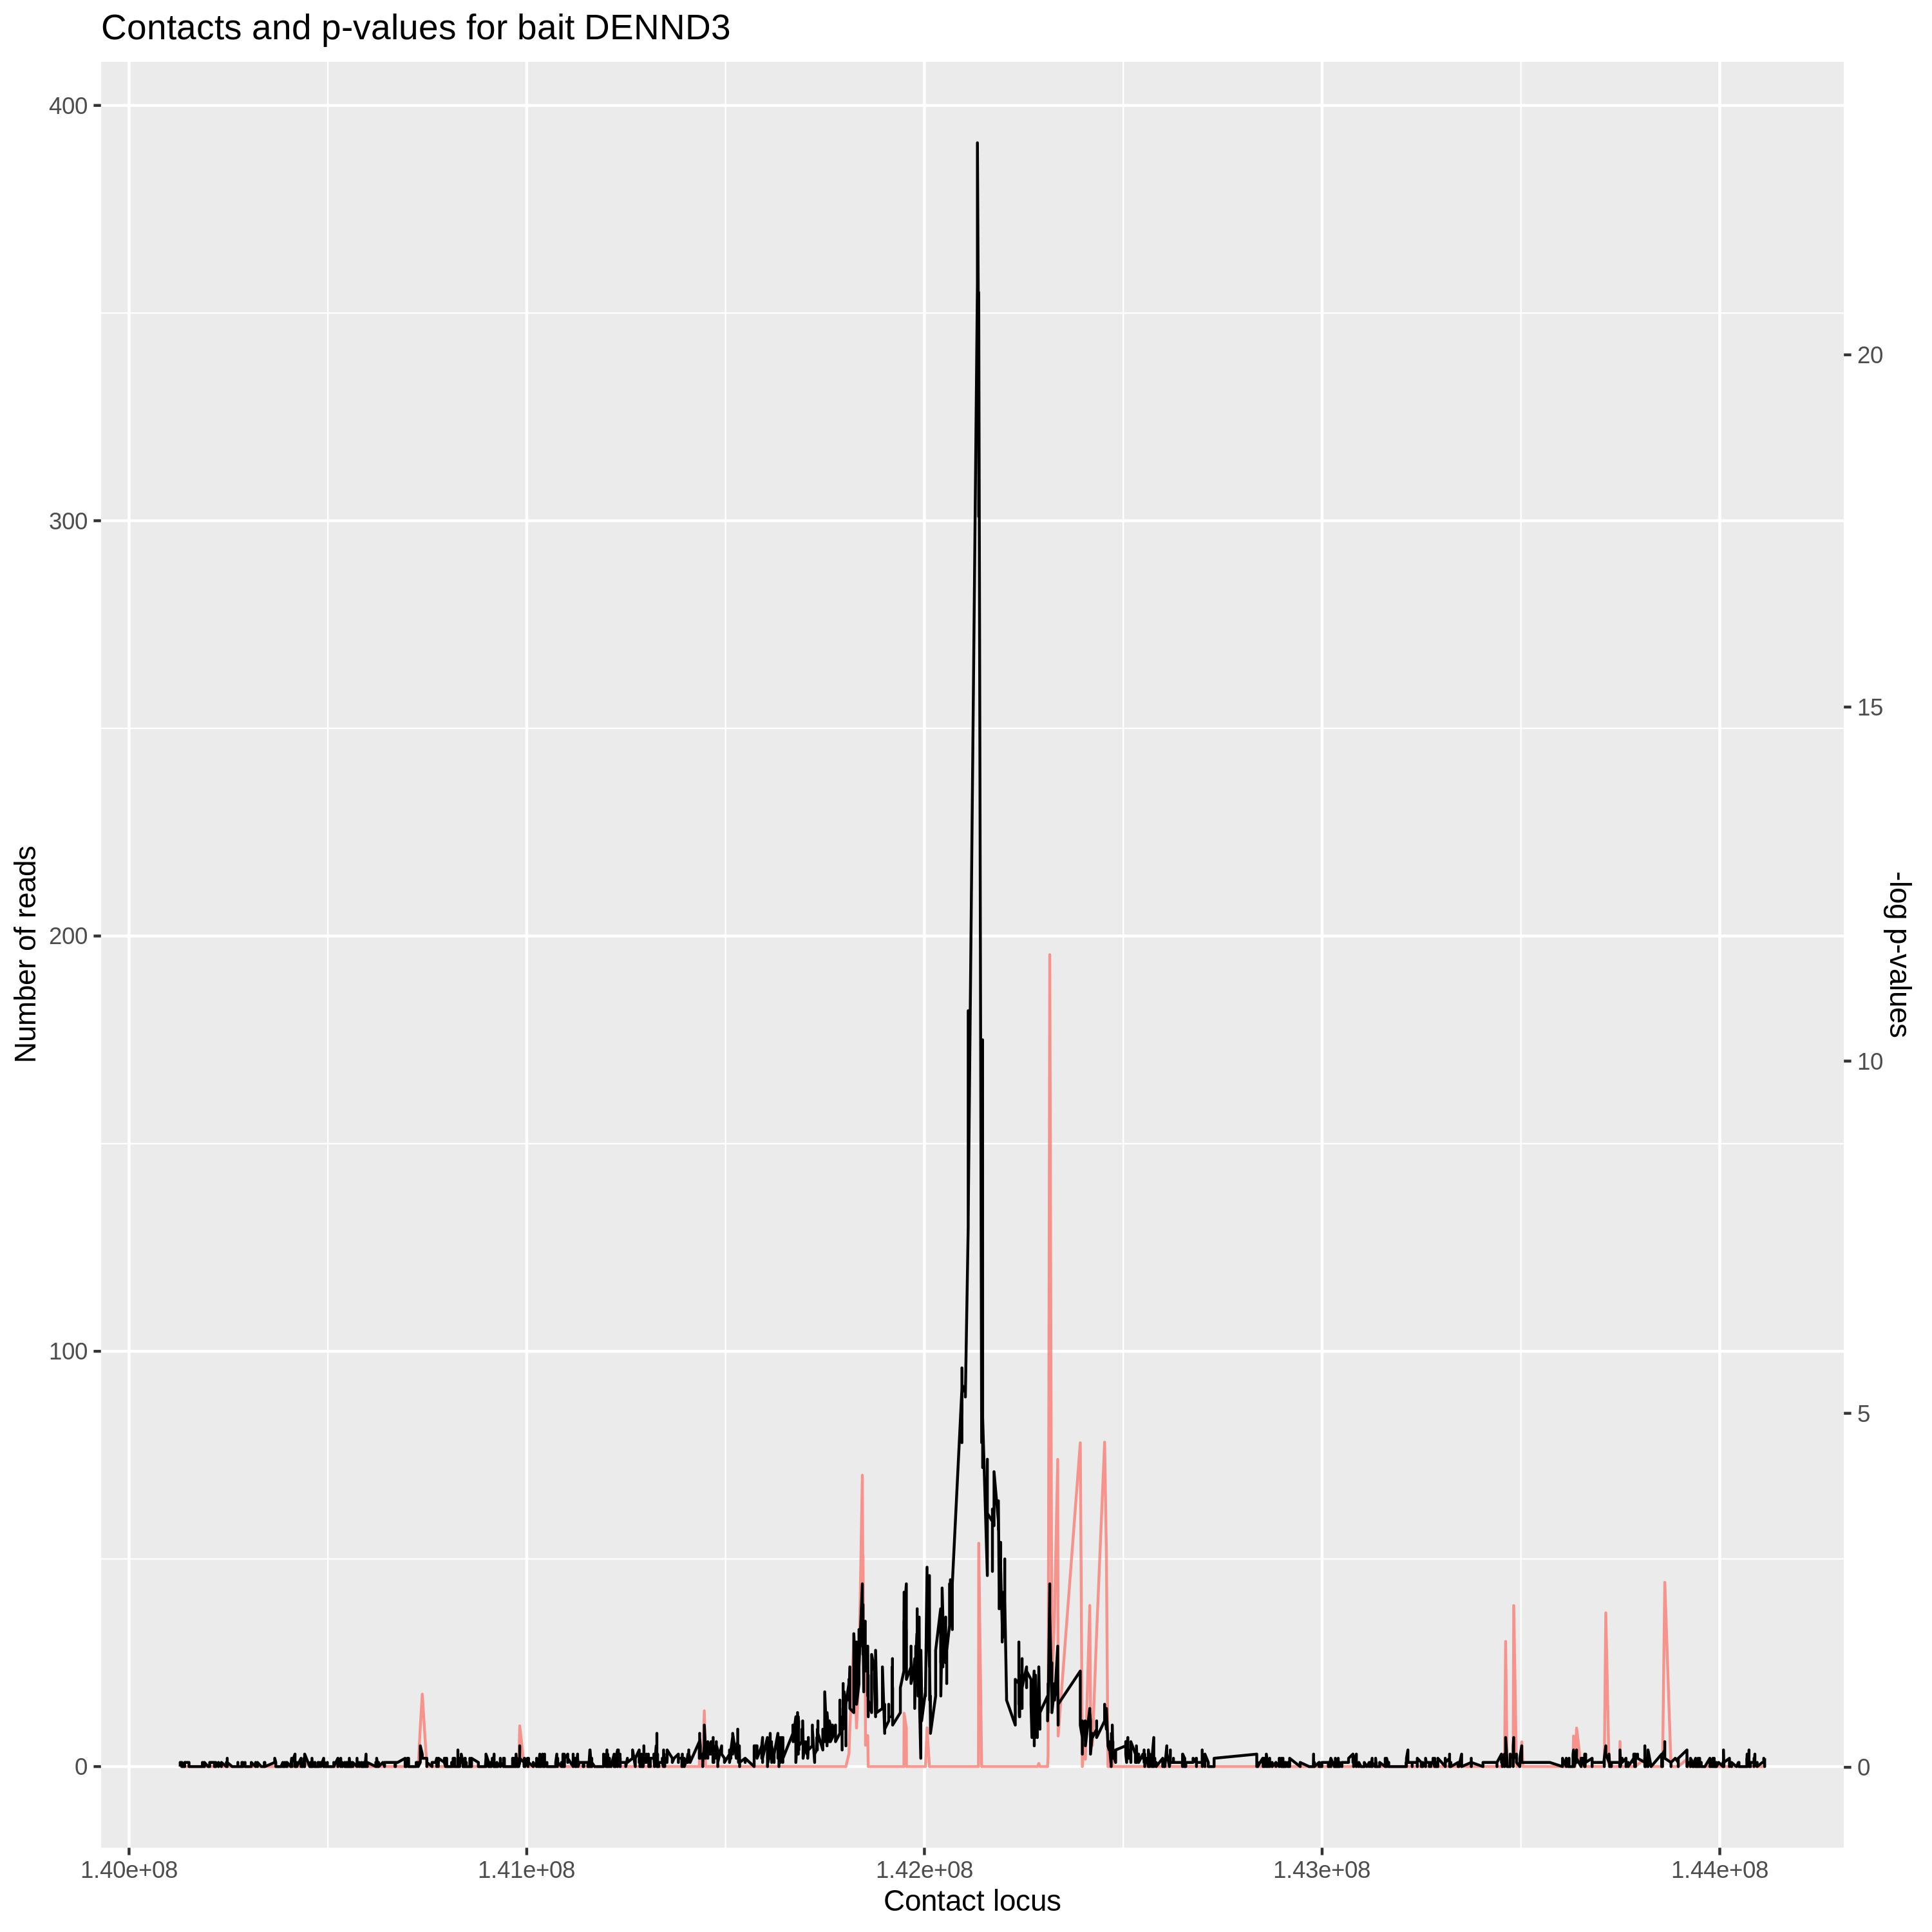 Contacts and p-values for bait DENND3
400
300
200
100
0
Number of reads
20
15
10
5
0
-log p-values
1.40e+08
1.41e+08
1.42e+08
1.43e+08
1.44e+08
Contact locus